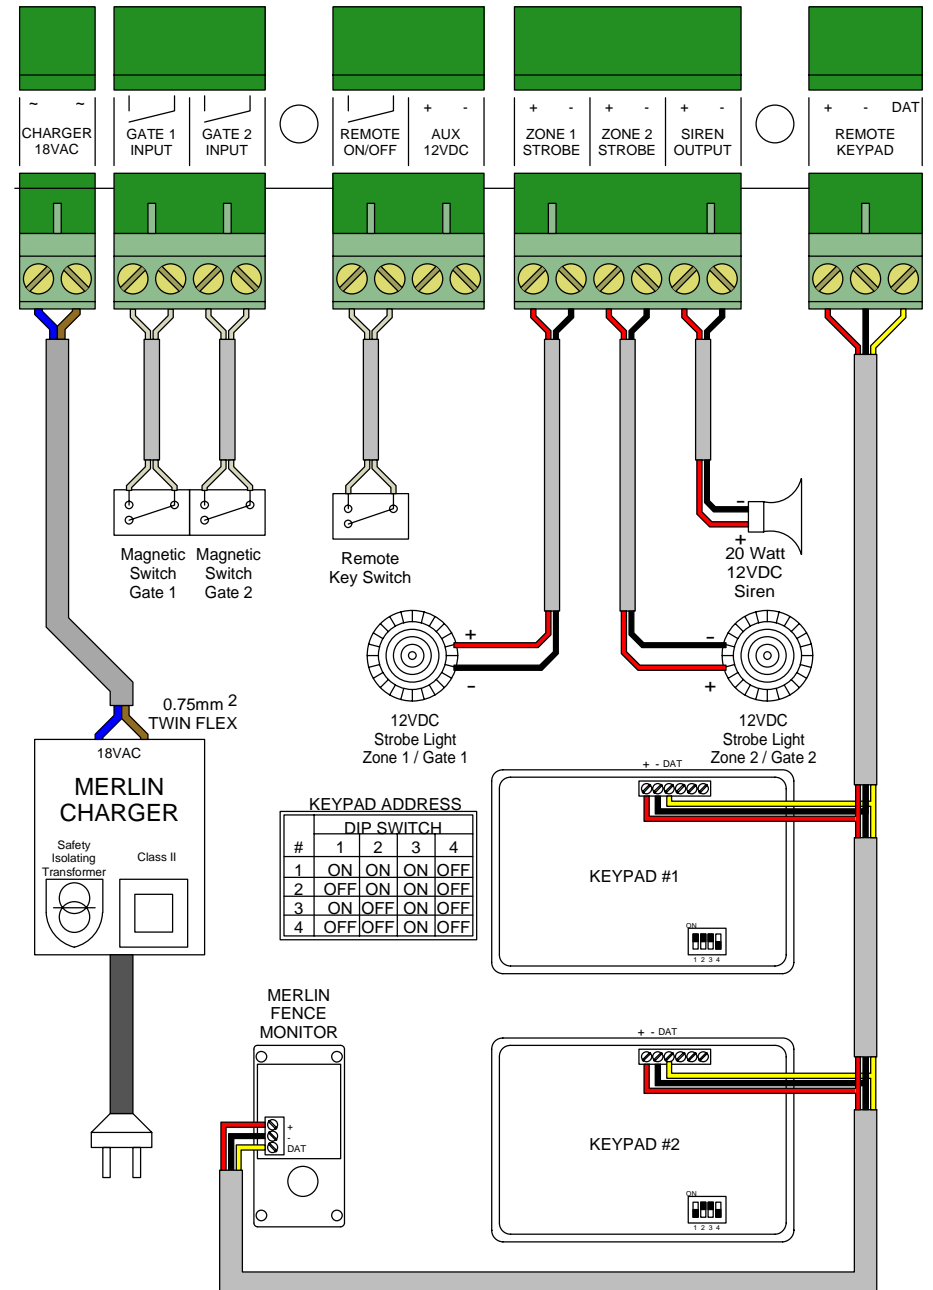 ~ ~
CHARGER
18VAC
GATE 1
INPUT
GATE 2
INPUT
REMOTE
ON/OFF
+ -
AUX
12VDC
+ -
ZONE 1
STROBE
+ -
ZONE 2
STROBE
+ -
SIREN
OUTPUT
+ - DAT
REMOTE
KEYPAD
Magnetic
Switch
Gate 1
Magnetic
Switch
Gate 2
Remote
Key Switch
-
+
20 Watt
12VDC
Siren
+
-
12VDC
Strobe Light
Zone 1 / Gate 1
-
+
12VDC
Strobe Light
Zone 2 / Gate 2
0.75mm 2
TWIN FLEX
18VAC
MERLIN
CHARGER
Safety
Isolating
Transformer
Class II
KEYPAD ADDRESS
DIP SWITCH
# 1 2 3 4
1 ON ON ON OFF
2 OFF ON ON OFF
3 ON OFF ON OFF
4 OFF OFF ON OFF
+ - DAT
KEYPAD #1
ON
1 2 3 4
MERLIN
FENCE
MONITOR
+
-
DAT
+ - DAT
KEYPAD #2
ON
1 2 3 4